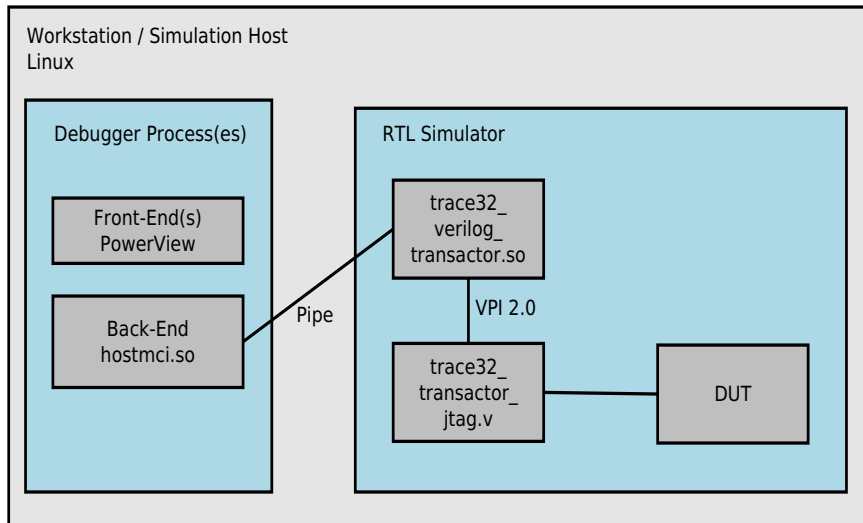 Workstation / Simulation Host
Linux
Debugger Process(es)
Front-End(s)
PowerView
Back-End
hostmci.so
Pipe
RTL Simulator
trace32_
verilog_
transactor.so
VPI 2.0
trace32_
transactor_
jtag.v
DUT